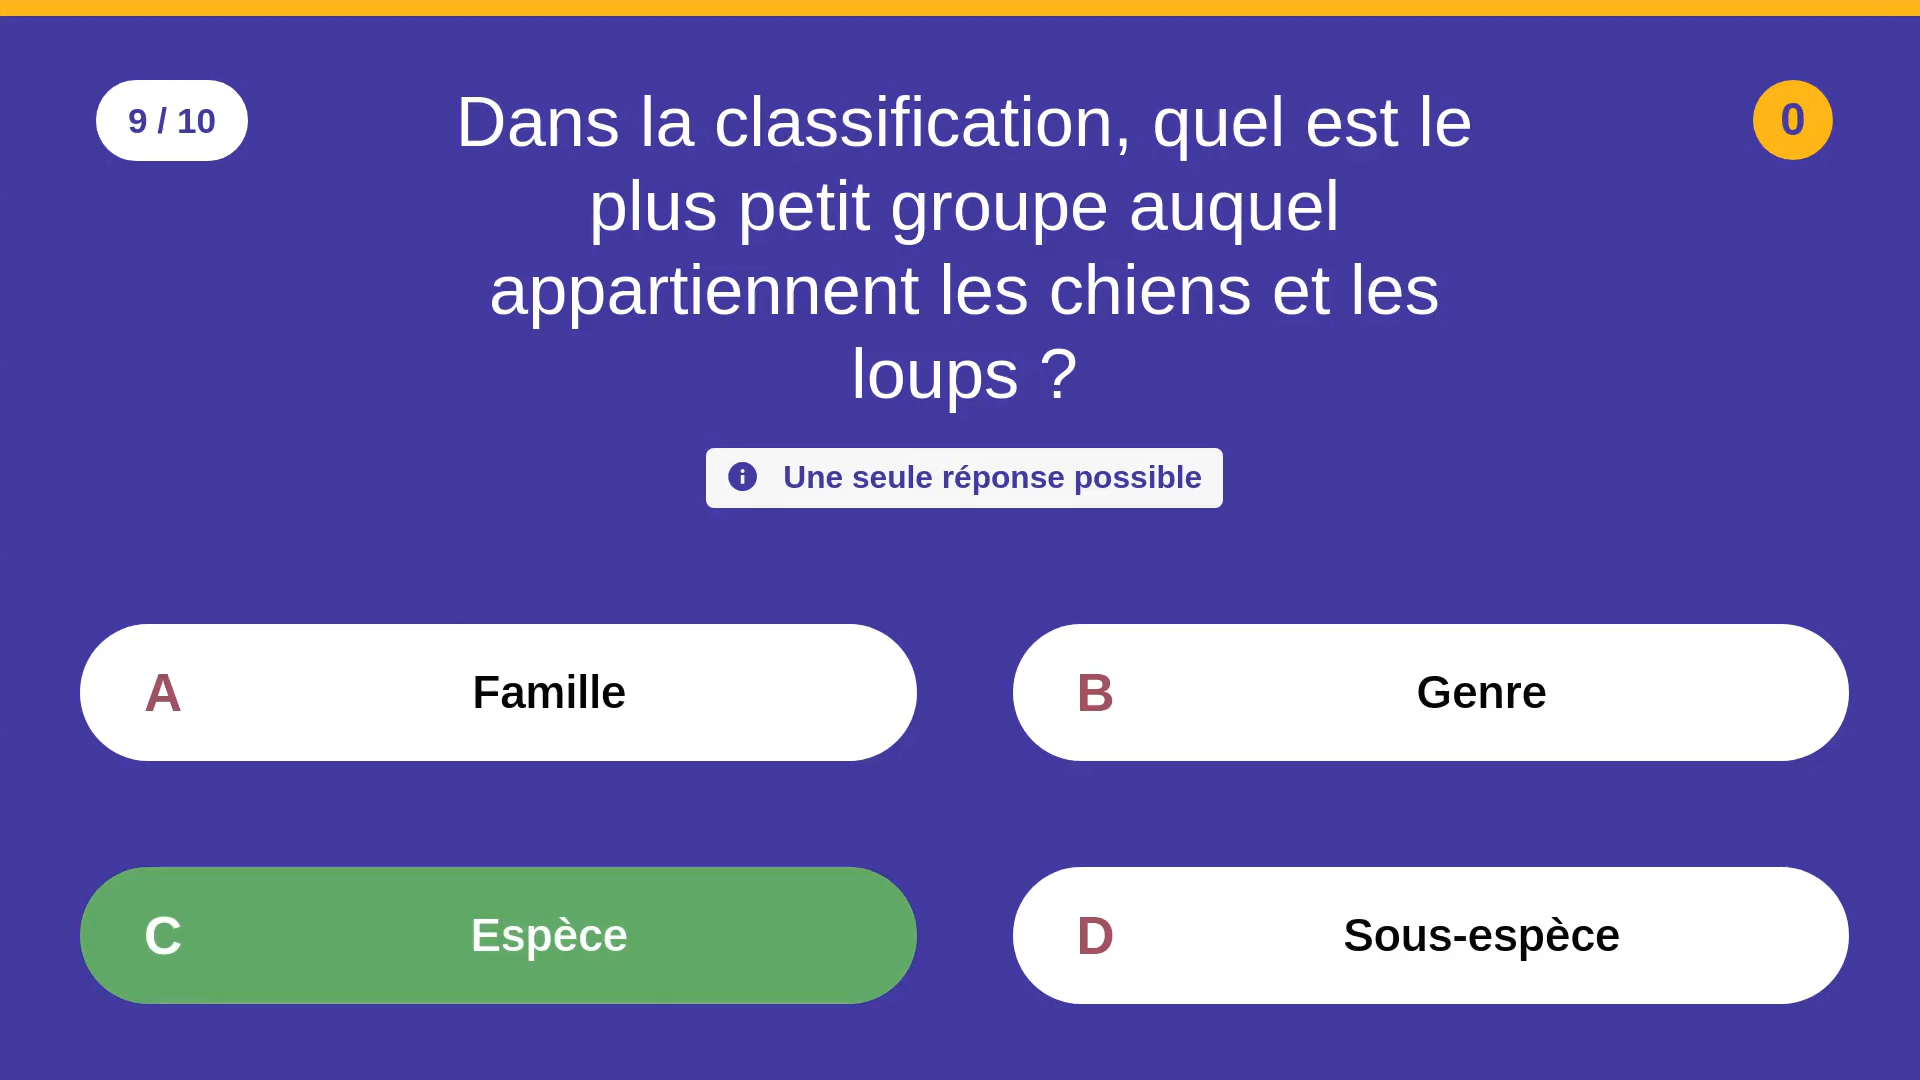 9 / 10
Dans la classification, quel est le
plus petit groupe auquel
appartiennent les chiens et les
loups ?
0
Une seule réponse possible
A Famille
B Genre
C Espèce
D Sous-espèce